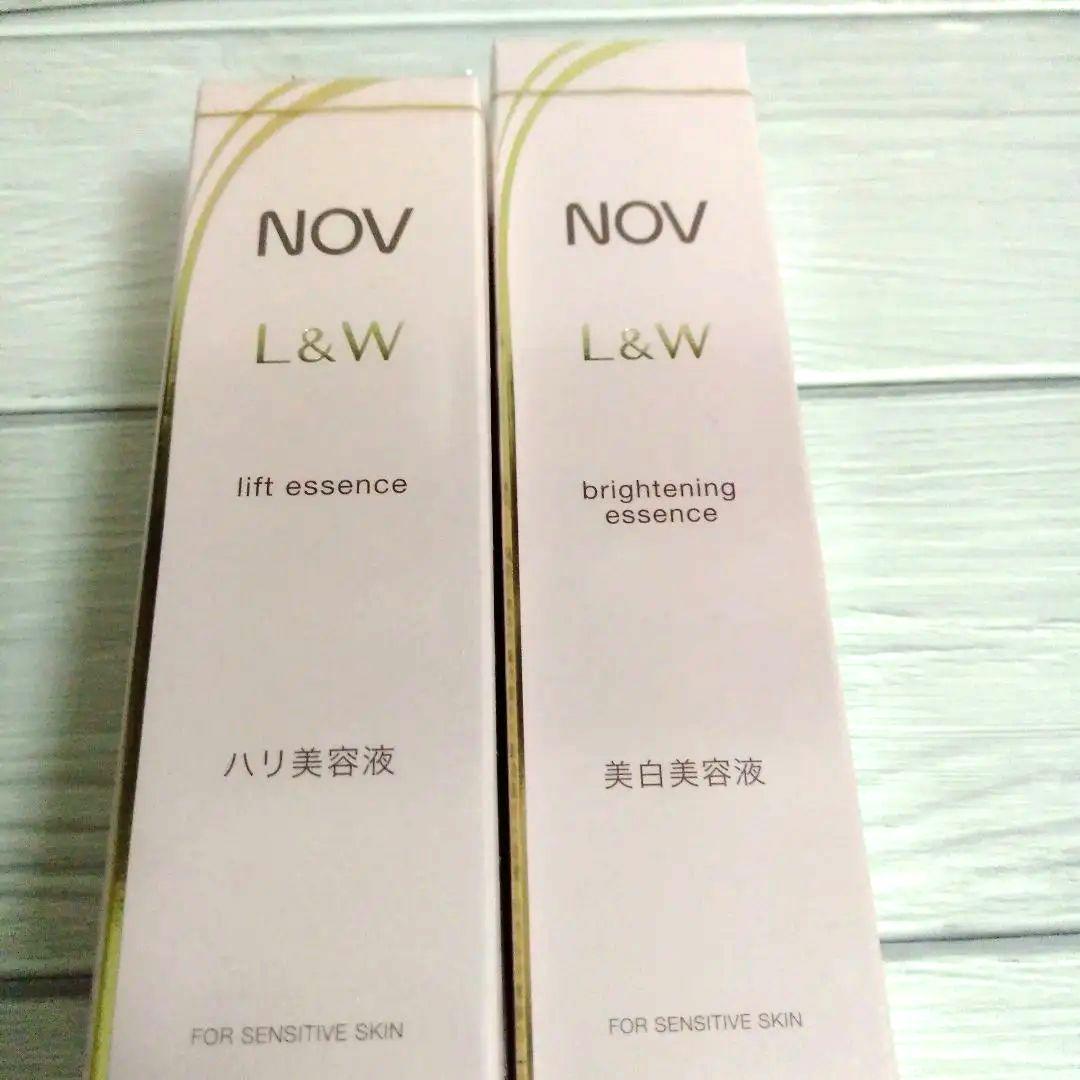 NOV
L&W
lift essence
ハリ美容液
FOR SENSITIVE SKIN
NOV
L&W
brightening
essence
美白美容液
FOR SENSITIVE SKIN